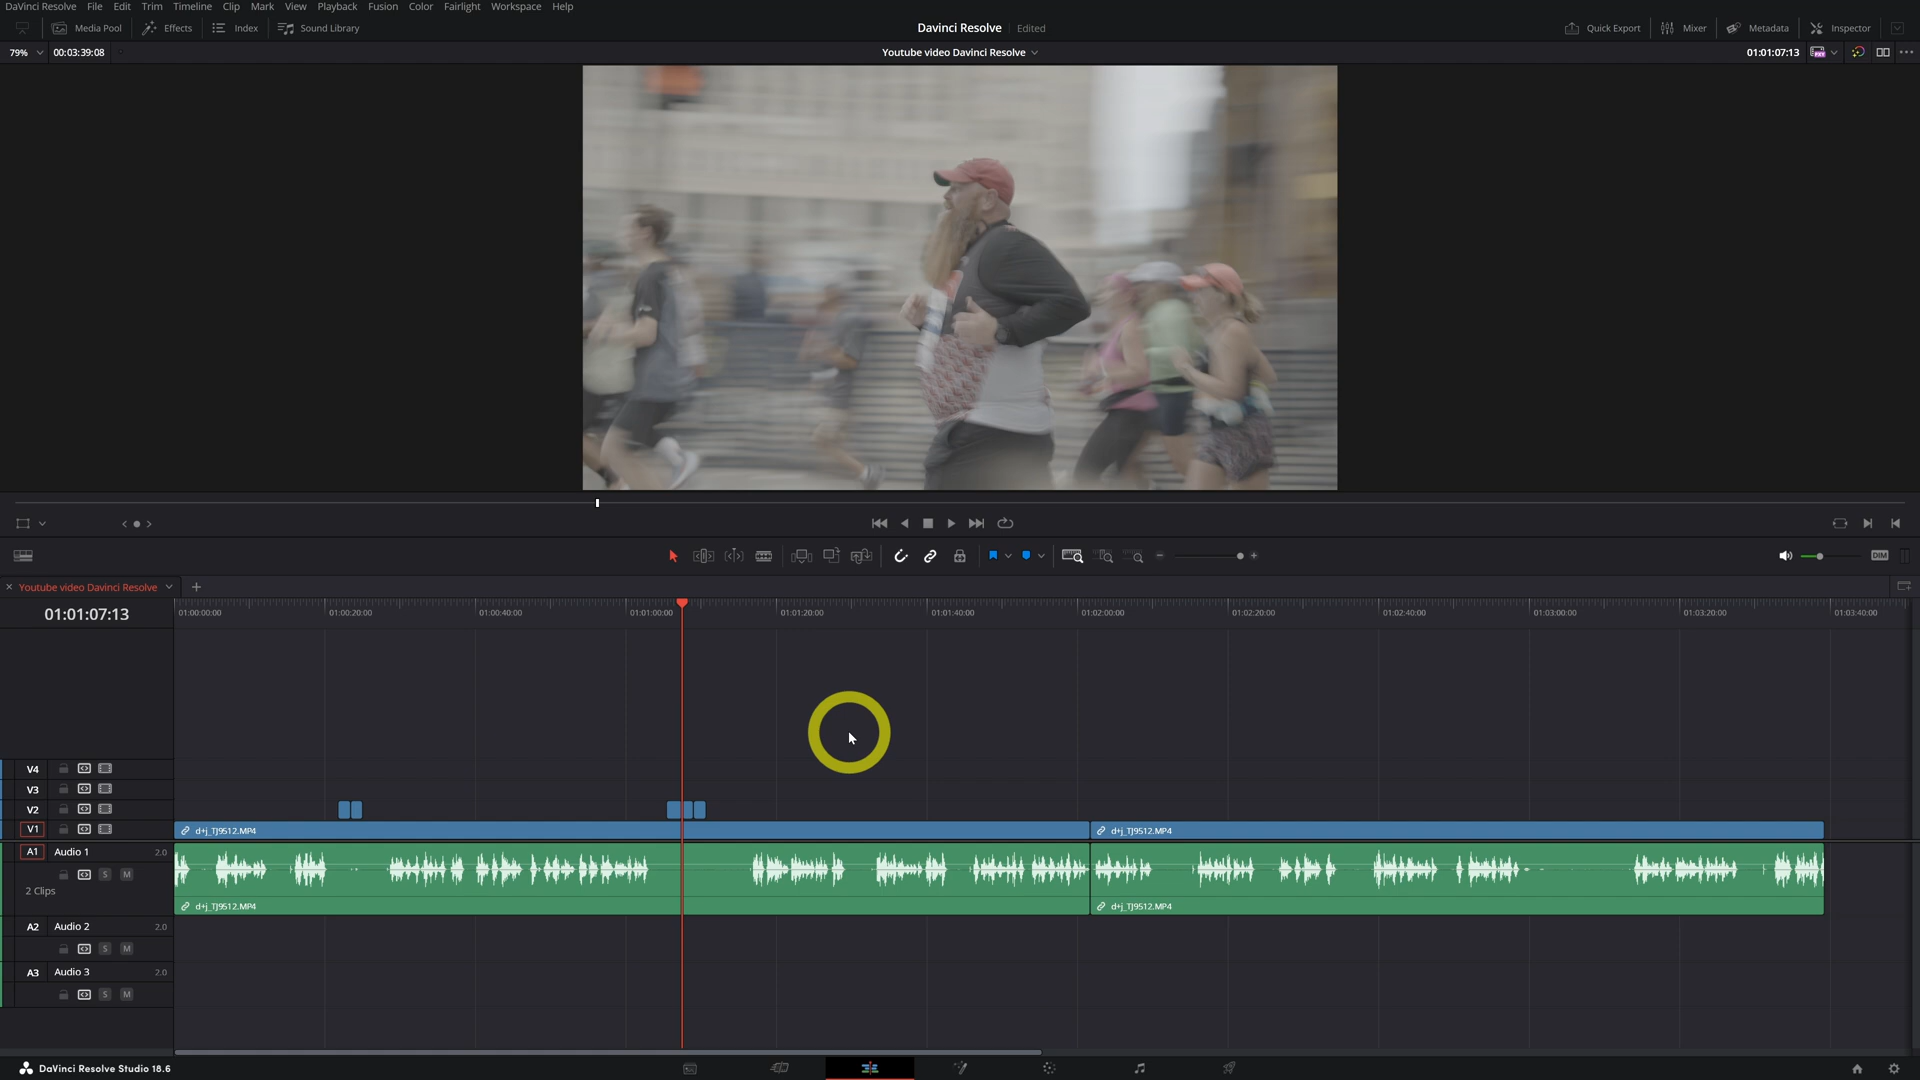 DaVinci Resolve File Edit Trim Timeline Clip Mark View Playback Fusion Color Fairlight Workspace Help
Media Pool Effects Index Sound Library Davinci Resolve Edited Quick Export Mixer Metadata Inspector
79% 00:03:39:08 Youtube video Davinci Resolve 01:01:07:13
DIM
Youtube video Davinci Resolve
01:01:07:13
01:00:00:00 01:00:20:00 01:00:40:00 01:01:00:00 01:01:20:00 01:01:40:00 01:02:00:00 01:02:20:00 01:02:40:00 01:03:00:00 01:03:20:00 01:03:40:00
V4
V3
V2
V1 d+j_TJ9512.MP4 d+j_TJ9512.MP4
A1 Audio 1 2.0
S M
2 Clips
d+j_TJ9512.MP4 d+j_TJ9512.MP4
A2 Audio 2 2.0
S M
A3 Audio 3 2.0
S M
DaVinci Resolve Studio 18.6